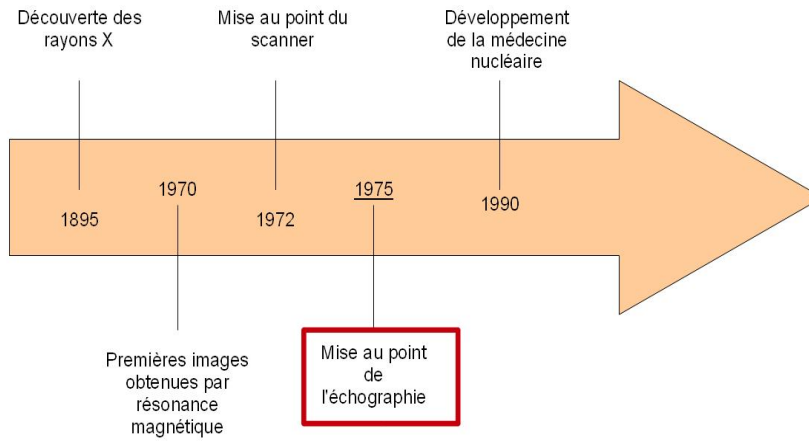 Découverte des
rayons X
Mise au point du
scanner
Développement
de la médecine
nucléaire
1895
1970
1972
1975
1990
Premières images
obtenues par
résonance
magnétique
Mise au point
de
l'échographie